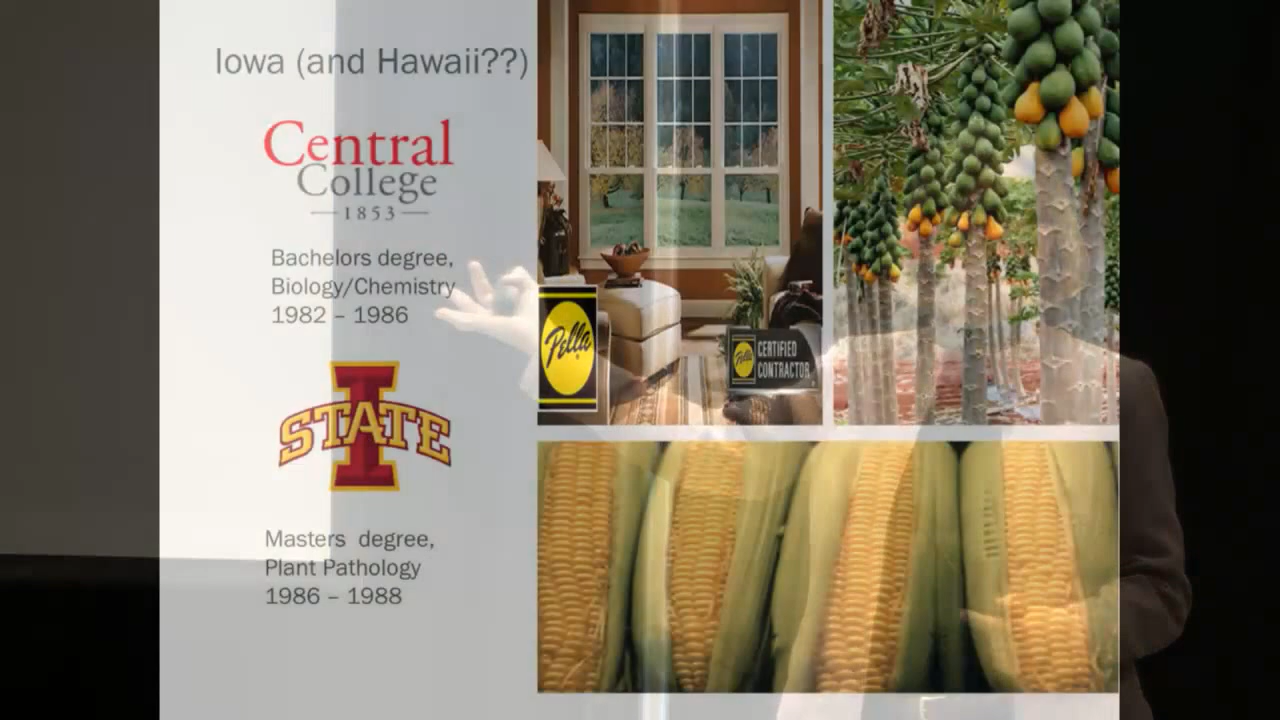 Iowa (and Hawaii??)
Central
College
1853
Bachelors degree,
Biology/Chemistry
1982 – 1986
I
STATE
Masters degree,
Plant Pathology
1986 – 1988
Pella
Pella
CERTIFIED
CONTRACTOR